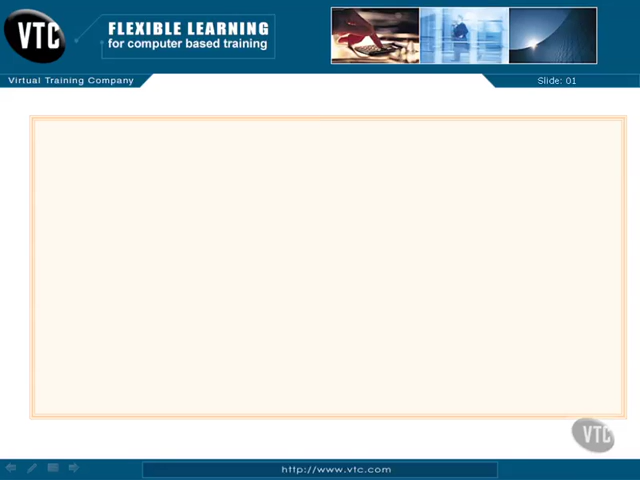 VTC
FLEXIBLE LEARNING
for computer based training
Virtual Training Company
Slide: 01
VTC
http://www.vtc.com